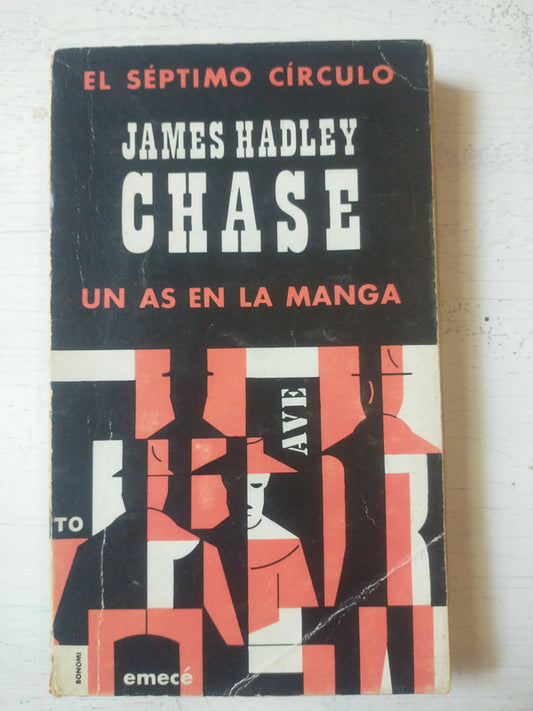 EL SÉPTIMO CÍRCULO
JAMES HADLEY
CHASE
UN AS EN LA MANGA
AVE
TO
BONOMI
emecé